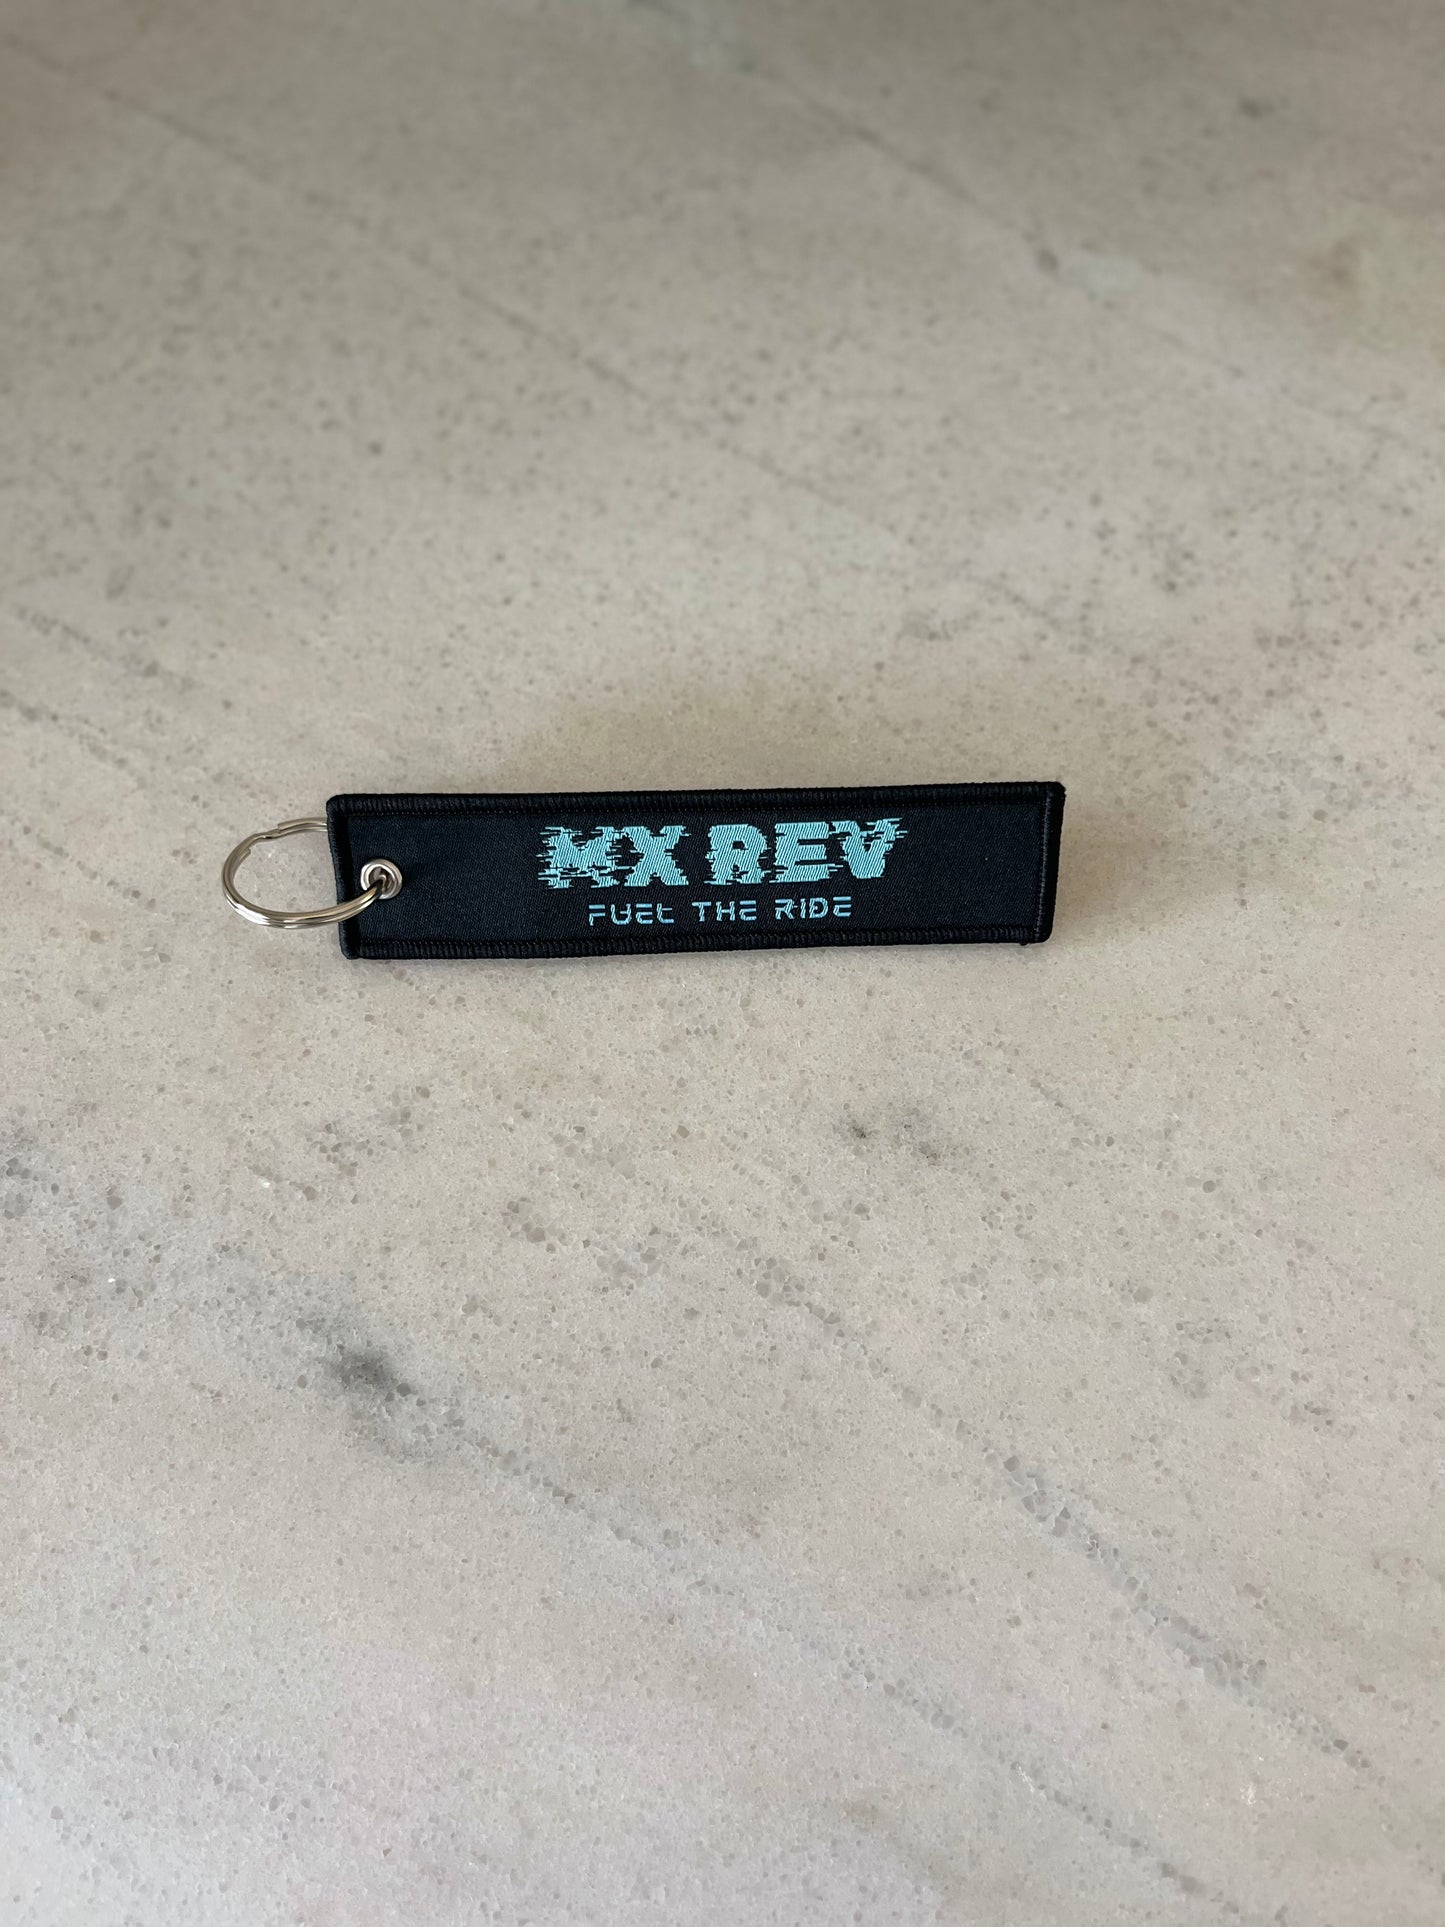 MX REV
FUEL THE RIDE